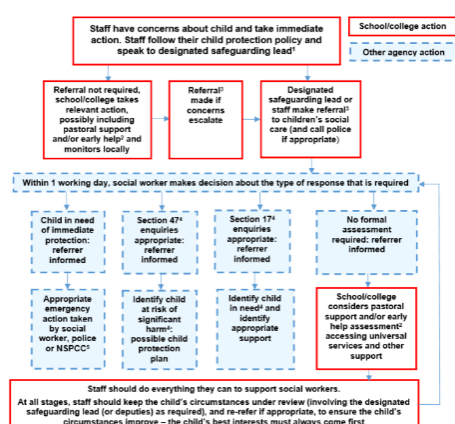 Staff have concerns about child and take immediate
action. Staff follow their child protection policy and
speak to designated safeguarding lead¹
School/college action
Other agency action
Referral not required,
school/college takes
relevant action,
possibly including
pastoral support
and/or early help² and
monitors locally
Referral³
made if
concerns
escalate
Designated
safeguarding lead or
staff make referral³
to children's social
care (and call police
if appropriate)
Within 1 working day, social worker makes decision about the type of response that is required
Child in need
of immediate
protection:
referrer
informed
Section 47⁴
enquiries
appropriate:
referrer
informed
Section 17⁴
enquiries
appropriate:
referrer
informed
No formal
assessment
required: referrer
informed
Appropriate
emergency
action taken
by social
worker, police
or NSPCC⁵
Identify child
at risk of
significant
harm⁴:
possible child
protection
plan
Identify child
in need⁴ and
identify
appropriate
support
School/college
considers pastoral
support and/or early
help assessment²
accessing universal
services and other
support
Staff should do everything they can to support social workers.
At all stages, staff should keep the child's circumstances under review (involving the designated
safeguarding lead (or deputies) as required), and re-refer if appropriate, to ensure the child's
circumstances improve – the child's best interests must always come first